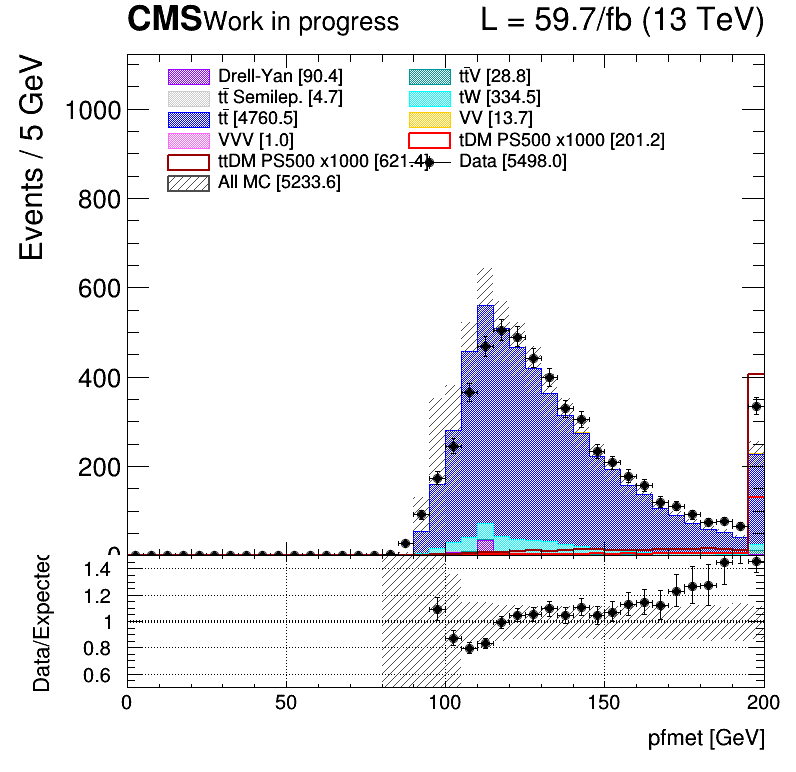 CMS Work in progress L = 59.7/fb (13 TeV)
Events / 5 GeV
Drell-Yan [90.4] tt̄V [28.8]
tt̄ Semilep. [4.7] tW [334.5]
tt̄ [4760.5] VV [13.7]
VVV [1.0] tDM PS500 x1000 [201.2]
ttDM PS500 x1000 [621.4] Data [5498.0]
All MC [5233.6]
1000
800
600
400
200
0
Data/Expected
1.4
1.2
1
0.8
0.6
0 50 100 150 200
pfmet [GeV]